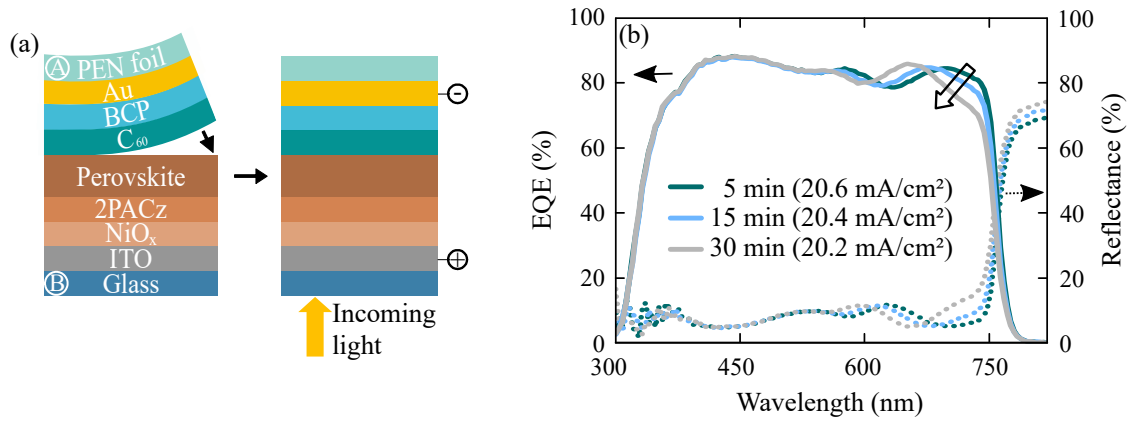 (a)
Ⓐ PEN foil
Au
BCP
C₆₀
Perovskite
2PACz
NiOₓ
ITO
Ⓑ Glass
⊖
⊕
Incoming
light
(b)
100
80
60
40
20
0
EQE (%)
5 min (20.6 mA/cm²)
15 min (20.4 mA/cm²)
30 min (20.2 mA/cm²)
100
80
60
40
20
0
Reflectance (%)
300
450
600
750
Wavelength (nm)